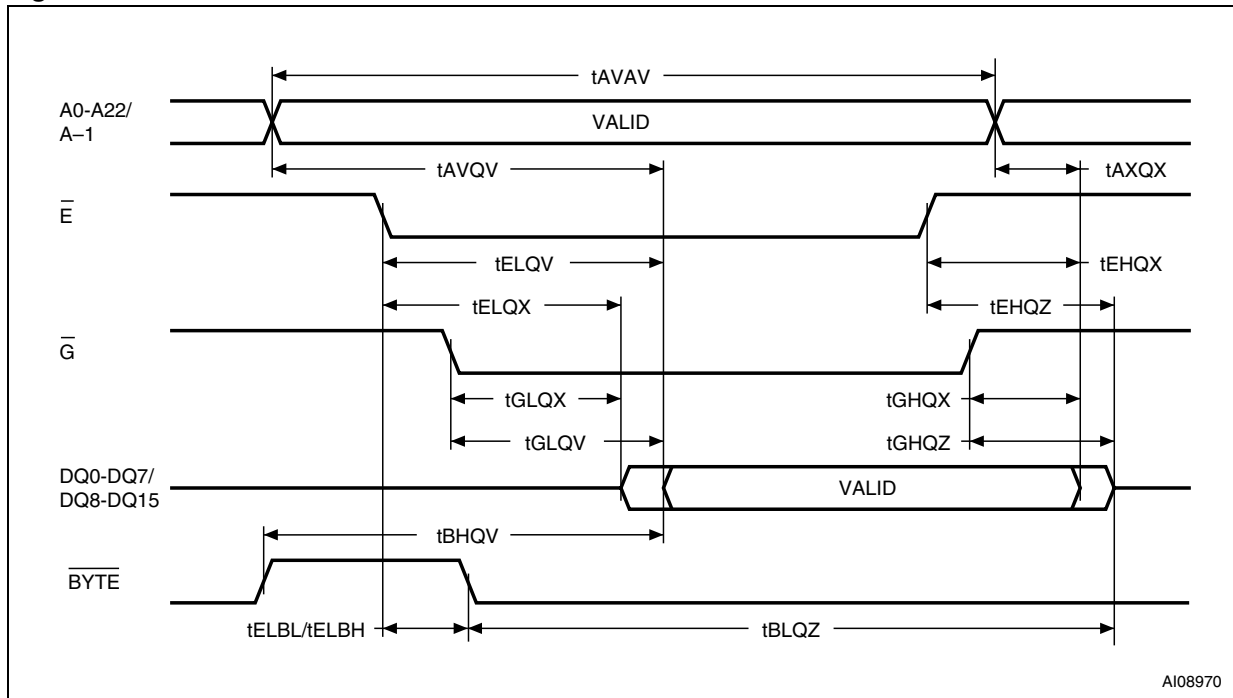 tAVAV
A0-A22/
A–1
VALID
tAVQV
tAXQX
E
tELQV
tEHQX
tELQX
tEHQZ
G
tGLQX
tGHQX
tGLQV
tGHQZ
DQ0-DQ7/
DQ8-DQ15
VALID
tBHQV
BYTE
tELBL/tELBH
tBLQZ
AI08970